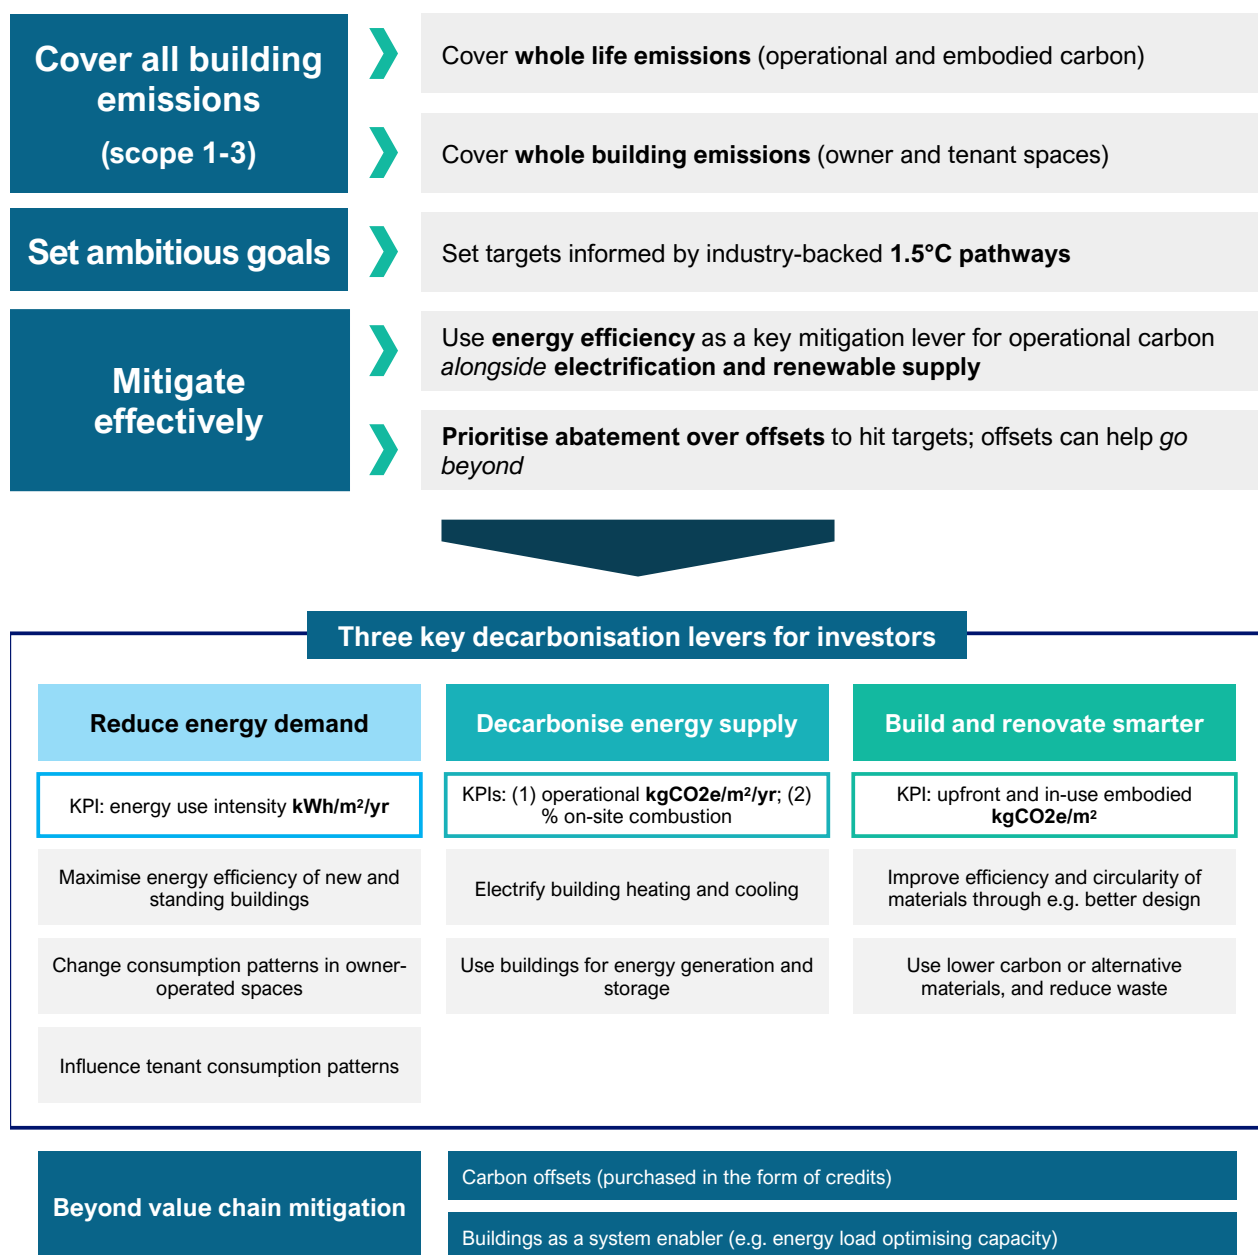 Cover all building
emissions
(scope 1-3)
Cover whole life emissions (operational and embodied carbon)
Cover whole building emissions (owner and tenant spaces)
Set ambitious goals
Set targets informed by industry-backed 1.5°C pathways
Mitigate
effectively
Use energy efficiency as a key mitigation lever for operational carbon
alongside electrification and renewable supply
Prioritise abatement over offsets to hit targets; offsets can help go
beyond
Three key decarbonisation levers for investors
Reduce energy demand
KPI: energy use intensity kWh/m²/yr
Maximise energy efficiency of new and
standing buildings
Change consumption patterns in owner-
operated spaces
Influence tenant consumption patterns
Decarbonise energy supply
KPIs: (1) operational kgCO2e/m²/yr; (2)
% on-site combustion
Electrify building heating and cooling
Use buildings for energy generation and
storage
Build and renovate smarter
KPI: upfront and in-use embodied
kgCO2e/m²
Improve efficiency and circularity of
materials through e.g. better design
Use lower carbon or alternative
materials, and reduce waste
Beyond value chain mitigation
Carbon offsets (purchased in the form of credits)
Buildings as a system enabler (e.g. energy load optimising capacity)